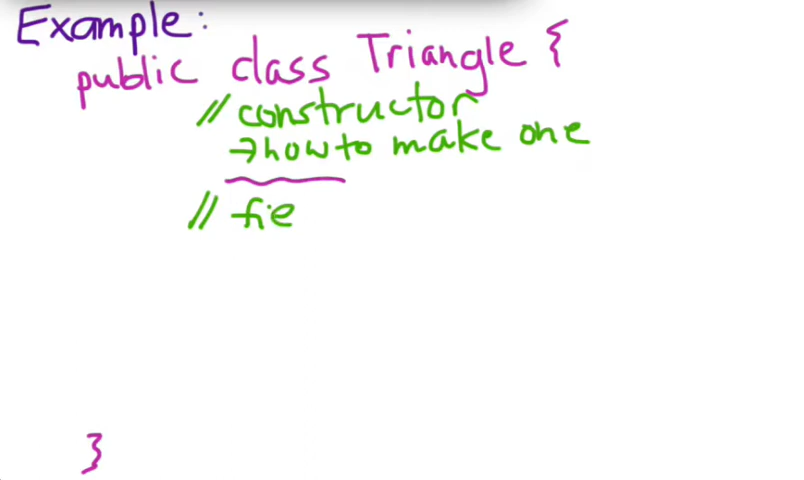 Example:
public class Triangle {
// constructor
→ how to make one
// fie
}